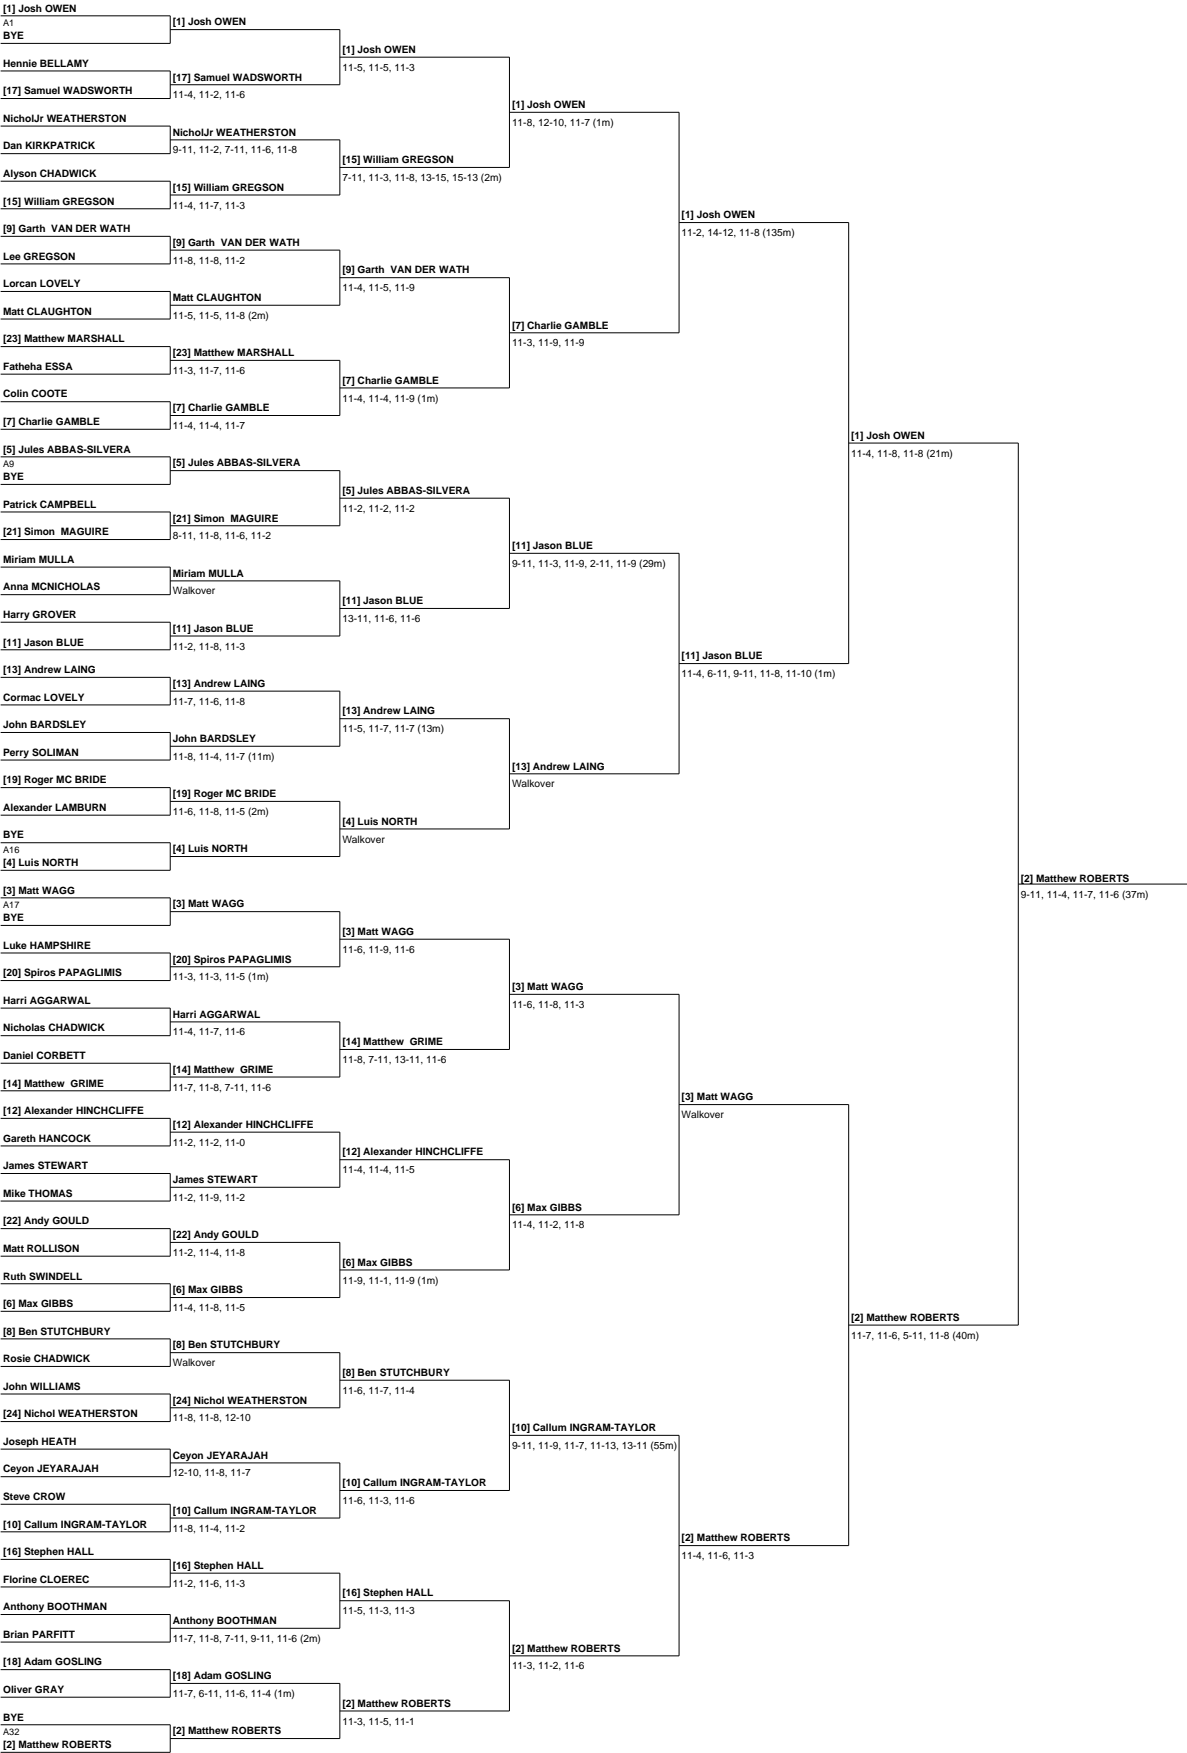 [1] Josh OWEN
A1
BYE
Hennie BELLAMY
[17] Samuel WADSWORTH
NicholJr WEATHERSTON
Dan KIRKPATRICK
Alyson CHADWICK
[15] William GREGSON
[9] Garth  VAN DER WATH
Lee GREGSON
Lorcan LOVELY
Matt CLAUGHTON
[23] Matthew MARSHALL
Fatheha ESSA
Colin COOTE
[7] Charlie GAMBLE
[5] Jules ABBAS-SILVERA
A9
BYE
Patrick CAMPBELL
[21] Simon  MAGUIRE
Miriam MULLA
Anna MCNICHOLAS
Harry GROVER
[11] Jason BLUE
[13] Andrew LAING
Cormac LOVELY
John BARDSLEY
Perry SOLIMAN
[19] Roger MC BRIDE
Alexander LAMBURN
BYE
A16
[4] Luis NORTH
[3] Matt WAGG
A17
BYE
Luke HAMPSHIRE
[20] Spiros PAPAGLIMIS
Harri AGGARWAL
Nicholas CHADWICK
Daniel CORBETT
[14] Matthew  GRIME
[12] Alexander HINCHCLIFFE
Gareth HANCOCK
James STEWART
Mike THOMAS
[22] Andy GOULD
Matt ROLLISON
Ruth SWINDELL
[6] Max GIBBS
[8] Ben STUTCHBURY
Rosie CHADWICK
John WILLIAMS
[24] Nichol WEATHERSTON
Joseph HEATH
Ceyon JEYARAJAH
Steve CROW
[10] Callum INGRAM-TAYLOR
[16] Stephen HALL
Florine CLOEREC
Anthony BOOTHMAN
Brian PARFITT
[18] Adam GOSLING
Oliver GRAY
BYE
A32
[2] Matthew ROBERTS
[1] Josh OWEN
[17] Samuel WADSWORTH
11-4, 11-2, 11-6
NicholJr WEATHERSTON
9-11, 11-2, 7-11, 11-6, 11-8
[15] William GREGSON
11-4, 11-7, 11-3
[9] Garth  VAN DER WATH
11-8, 11-8, 11-2
Matt CLAUGHTON
11-5, 11-5, 11-8 (2m)
[23] Matthew MARSHALL
11-3, 11-7, 11-6
[7] Charlie GAMBLE
11-4, 11-4, 11-7
[5] Jules ABBAS-SILVERA
[21] Simon  MAGUIRE
8-11, 11-8, 11-6, 11-2
Miriam MULLA
Walkover
[11] Jason BLUE
11-2, 11-8, 11-3
[13] Andrew LAING
11-7, 11-6, 11-8
John BARDSLEY
11-8, 11-4, 11-7 (11m)
[19] Roger MC BRIDE
11-6, 11-8, 11-5 (2m)
[4] Luis NORTH
[3] Matt WAGG
[20] Spiros PAPAGLIMIS
11-3, 11-3, 11-5 (1m)
Harri AGGARWAL
11-4, 11-7, 11-6
[14] Matthew  GRIME
11-7, 11-8, 7-11, 11-6
[12] Alexander HINCHCLIFFE
11-2, 11-2, 11-0
James STEWART
11-2, 11-9, 11-2
[22] Andy GOULD
11-2, 11-4, 11-8
[6] Max GIBBS
11-4, 11-8, 11-5
[8] Ben STUTCHBURY
Walkover
[24] Nichol WEATHERSTON
11-8, 11-8, 12-10
Ceyon JEYARAJAH
12-10, 11-8, 11-7
[10] Callum INGRAM-TAYLOR
11-8, 11-4, 11-2
[16] Stephen HALL
11-2, 11-6, 11-3
Anthony BOOTHMAN
11-7, 11-8, 7-11, 9-11, 11-6 (2m)
[18] Adam GOSLING
11-7, 6-11, 11-6, 11-4 (1m)
[2] Matthew ROBERTS
[1] Josh OWEN
11-5, 11-5, 11-3
[15] William GREGSON
7-11, 11-3, 11-8, 13-15, 15-13 (2m)
[9] Garth  VAN DER WATH
11-4, 11-5, 11-9
[7] Charlie GAMBLE
11-4, 11-4, 11-9 (1m)
[5] Jules ABBAS-SILVERA
11-2, 11-2, 11-2
[11] Jason BLUE
13-11, 11-6, 11-6
[13] Andrew LAING
11-5, 11-7, 11-7 (13m)
[4] Luis NORTH
Walkover
[3] Matt WAGG
11-6, 11-9, 11-6
[14] Matthew  GRIME
11-8, 7-11, 13-11, 11-6
[12] Alexander HINCHCLIFFE
11-4, 11-4, 11-5
[6] Max GIBBS
11-9, 11-1, 11-9 (1m)
[8] Ben STUTCHBURY
11-6, 11-7, 11-4
[10] Callum INGRAM-TAYLOR
11-6, 11-3, 11-6
[16] Stephen HALL
11-5, 11-3, 11-3
[2] Matthew ROBERTS
11-3, 11-5, 11-1
[1] Josh OWEN
11-8, 12-10, 11-7 (1m)
[7] Charlie GAMBLE
11-3, 11-9, 11-9
[11] Jason BLUE
9-11, 11-3, 11-9, 2-11, 11-9 (29m)
[13] Andrew LAING
Walkover
[3] Matt WAGG
11-6, 11-8, 11-3
[6] Max GIBBS
11-4, 11-2, 11-8
[10] Callum INGRAM-TAYLOR
9-11, 11-9, 11-7, 11-13, 13-11 (55m)
[2] Matthew ROBERTS
11-3, 11-2, 11-6
[1] Josh OWEN
11-2, 14-12, 11-8 (135m)
[11] Jason BLUE
11-4, 6-11, 9-11, 11-8, 11-10 (1m)
[3] Matt WAGG
Walkover
[2] Matthew ROBERTS
11-4, 11-6, 11-3
[1] Josh OWEN
11-4, 11-8, 11-8 (21m)
[2] Matthew ROBERTS
11-7, 11-6, 5-11, 11-8 (40m)
[2] Matthew ROBERTS
9-11, 11-4, 11-7, 11-6 (37m)